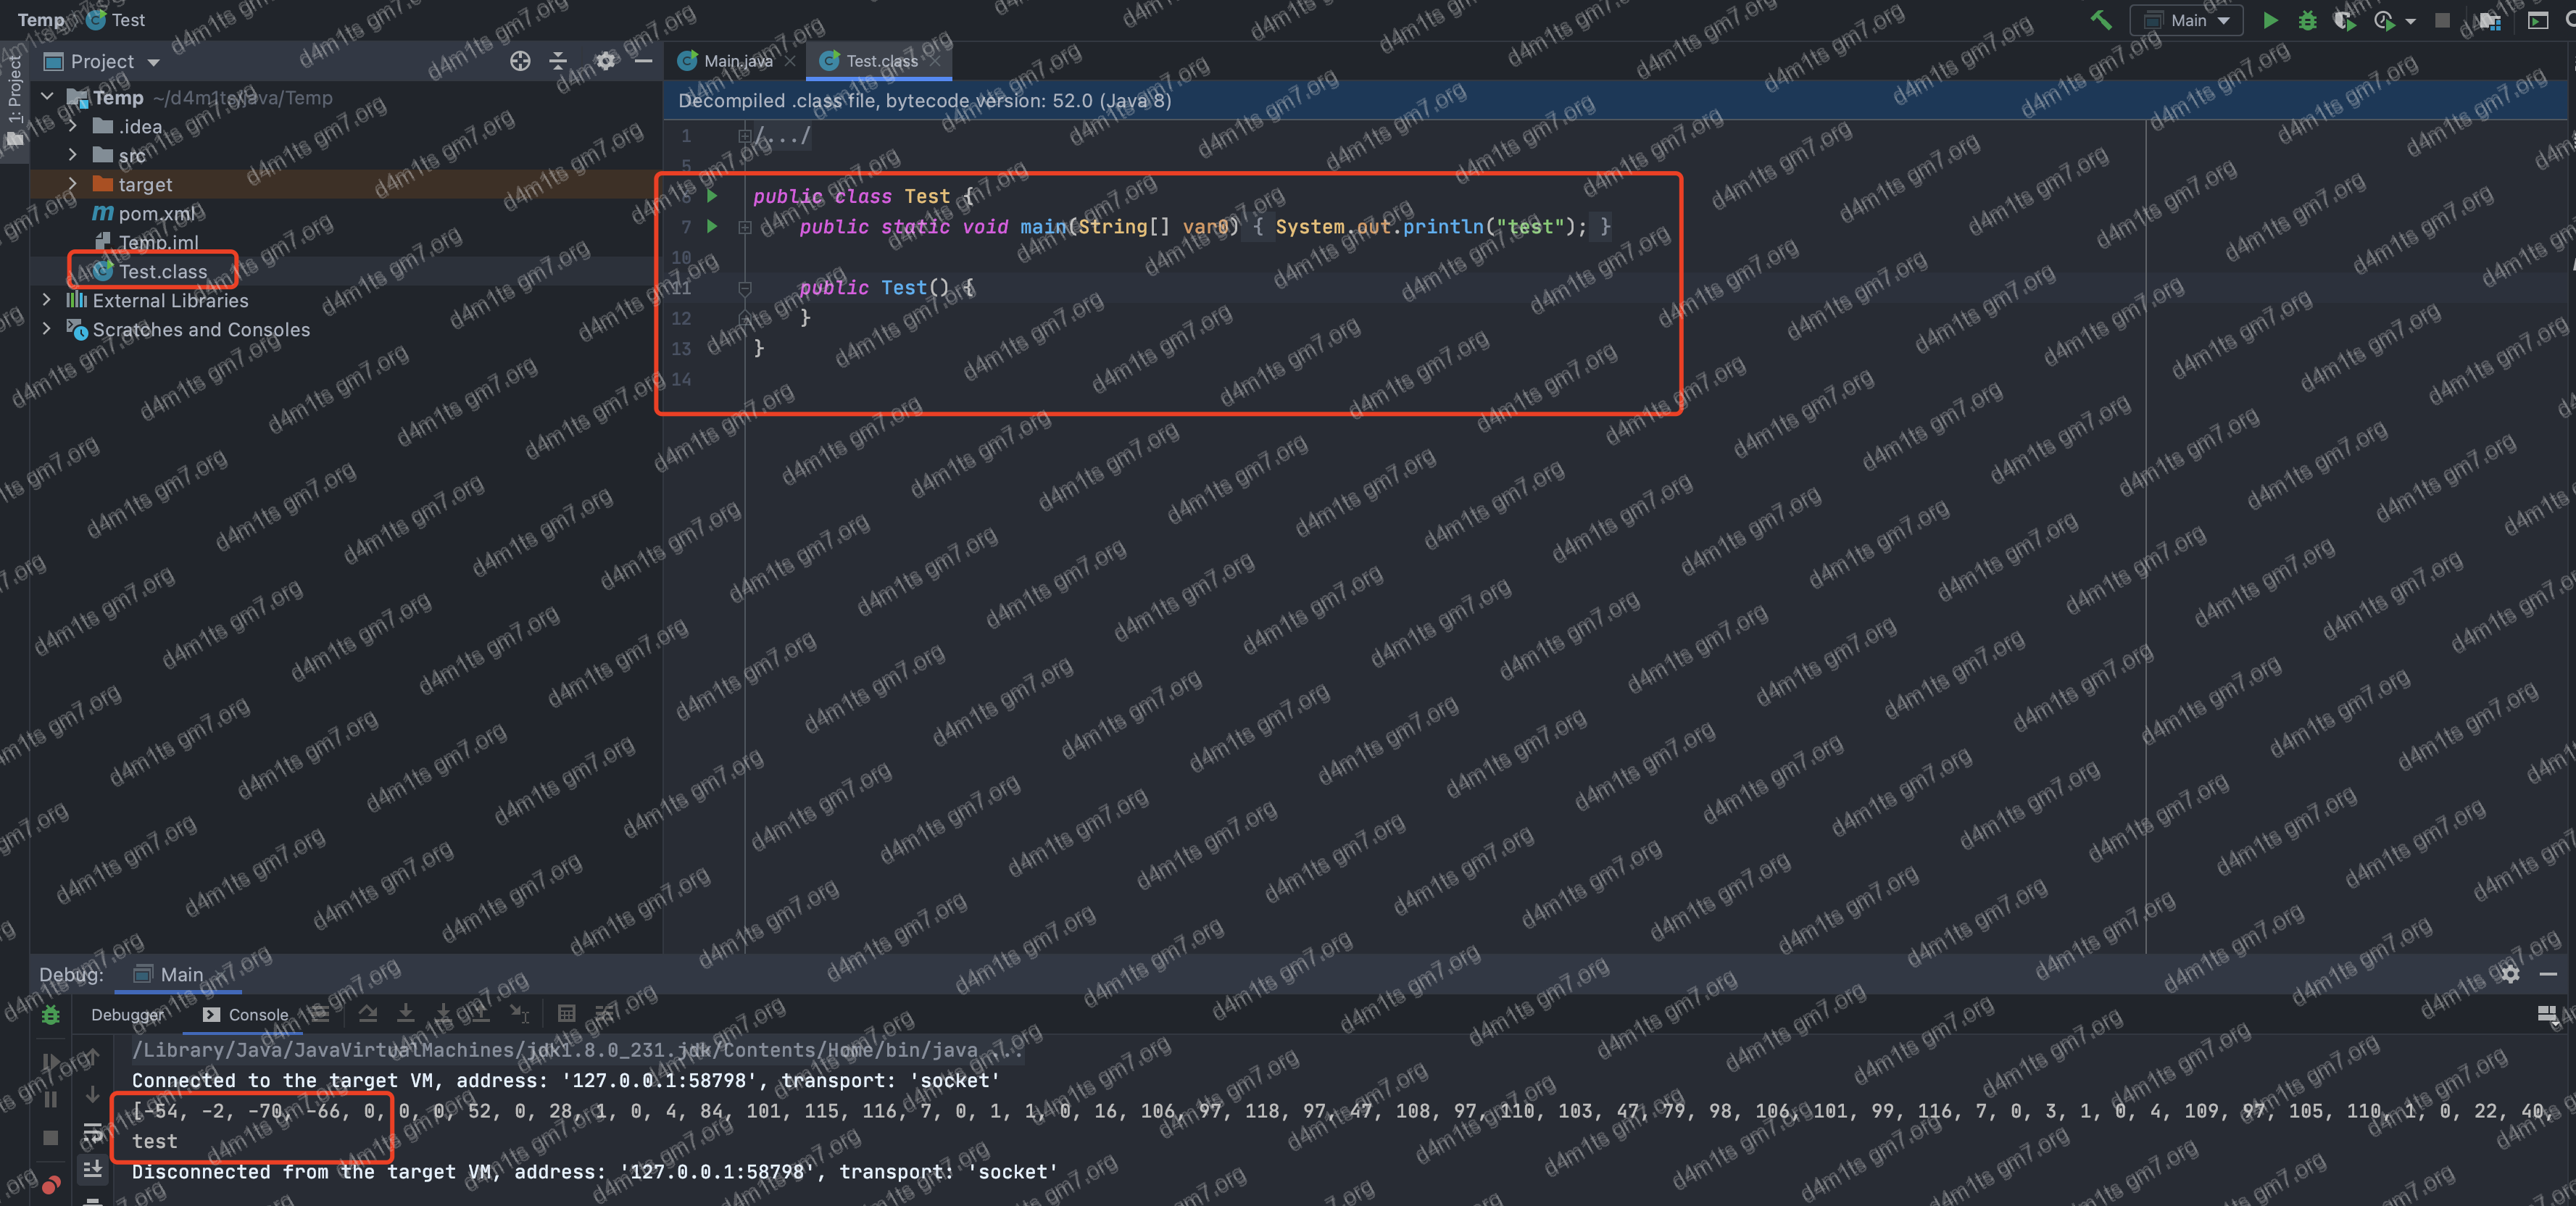 Temp Test
Main
1: Project
Project
Main.java
Test.class
Temp ~/d4m1ts/java/Temp
.idea
src
target
pom.xml
Temp.iml
Test.class
External Libraries
Scratches and Consoles
Decompiled .class file, bytecode version: 52.0 (Java 8)
1 /.../
5
6 public class Test {
7 public static void main(String[] var0) { System.out.println("test"); }
10
11 public Test() {
12 }
13 }
14
Debug: Main
Debugger Console
/Library/Java/JavaVirtualMachines/jdk1.8.0_231.jdk/Contents/Home/bin/java ...
Connected to the target VM, address: '127.0.0.1:58798', transport: 'socket'
[-54, -2, -70, -66, 0, 0, 0, 52, 0, 28, 1, 0, 4, 84, 101, 115, 116, 7, 0, 1, 1, 0, 16, 106, 97, 118, 97, 47, 108, 97, 110, 103, 47, 79, 98, 106, 101, 99, 116, 7, 0, 3, 1, 0, 4, 109, 97, 105, 110, 1, 0, 22, 40,
test
Disconnected from the target VM, address: '127.0.0.1:58798', transport: 'socket'
d4m1ts gm7.org